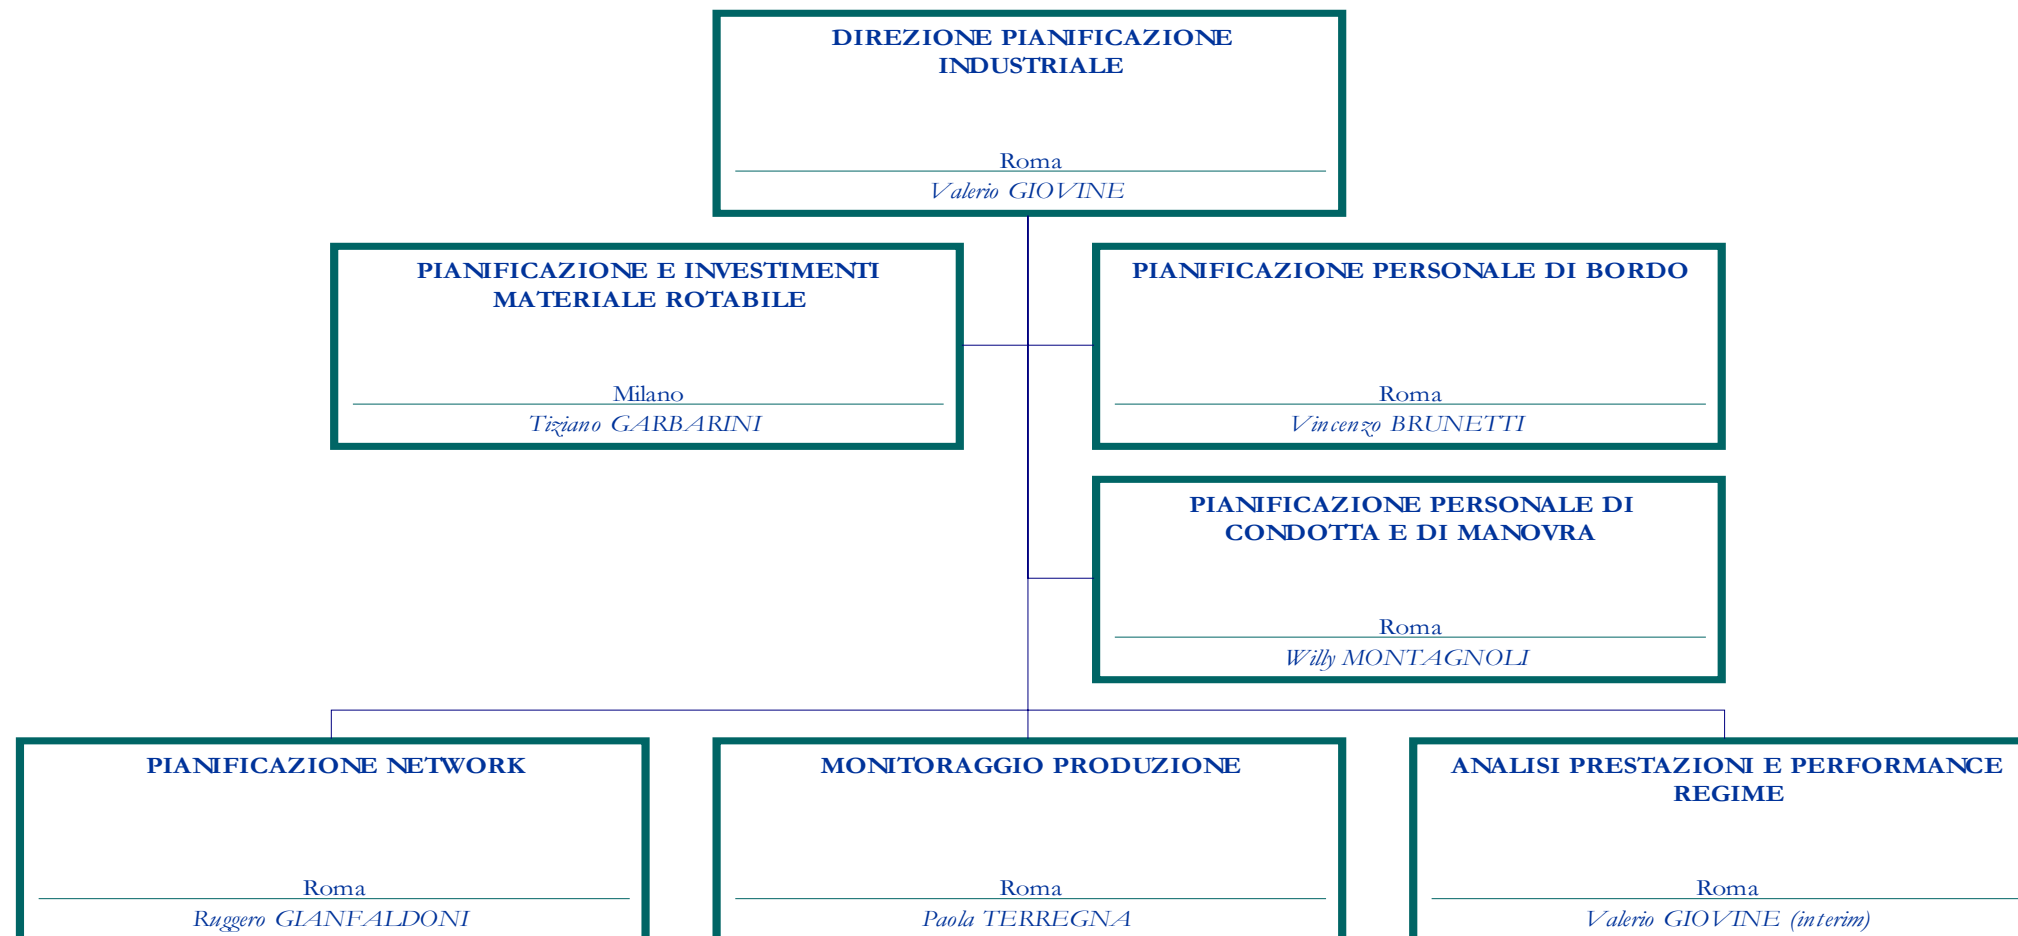 DIREZIONE PIANIFICAZIONE
INDUSTRIALE
Roma
Valerio GIOVINE
PIANIFICAZIONE E INVESTIMENTI
MATERIALE ROTABILE
Milano
Tiziano GARBARINI
PIANIFICAZIONE PERSONALE DI BORDO
Roma
Vincenzo BRUNETTI
PIANIFICAZIONE PERSONALE DI
CONDOTTA E DI MANOVRA
Roma
Willy MONTAGNOLI
PIANIFICAZIONE NETWORK
Roma
Ruggero GIANFALDONI
MONITORAGGIO PRODUZIONE
Roma
Paola TERREGNA
ANALISI PRESTAZIONI E PERFORMANCE
REGIME
Roma
Valerio GIOVINE (interim)